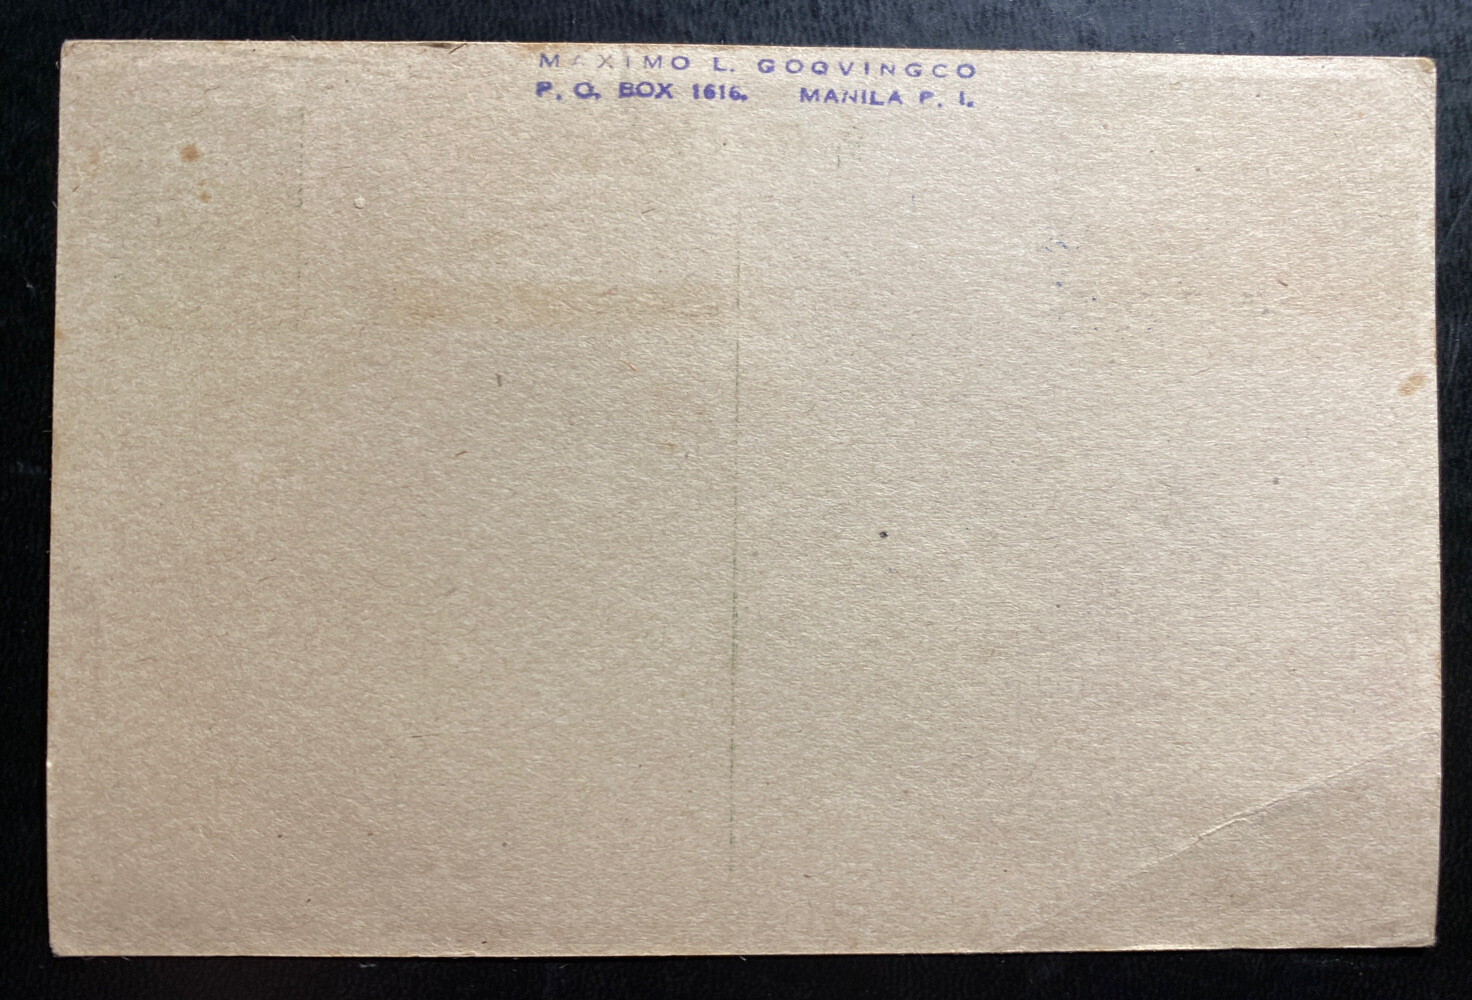 MAXIMO L. GOQVINGCO
P. O. BOX 1616. MANILA P. I.